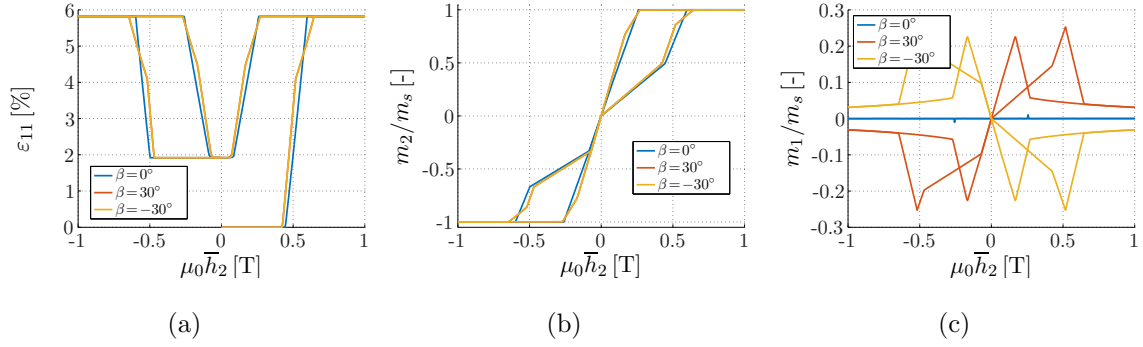 6
5
4
3
2
1
0
ε₁₁ [%]
β = 0°
β = 30°
β = −30°
-1
-0.5
0
0.5
1
μ₀h̅₂ [T]
(a)
1
0.5
0
-0.5
-1
m₂/mₛ [-]
β = 0°
β = 30°
β = −30°
-1
-0.5
0
0.5
1
μ₀h̅₂ [T]
(b)
0.3
0.2
0.1
0
-0.1
-0.2
-0.3
m₁/mₛ [-]
β = 0°
β = 30°
β = −30°
-1
-0.5
0
0.5
1
μ₀h̅₂ [T]
(c)